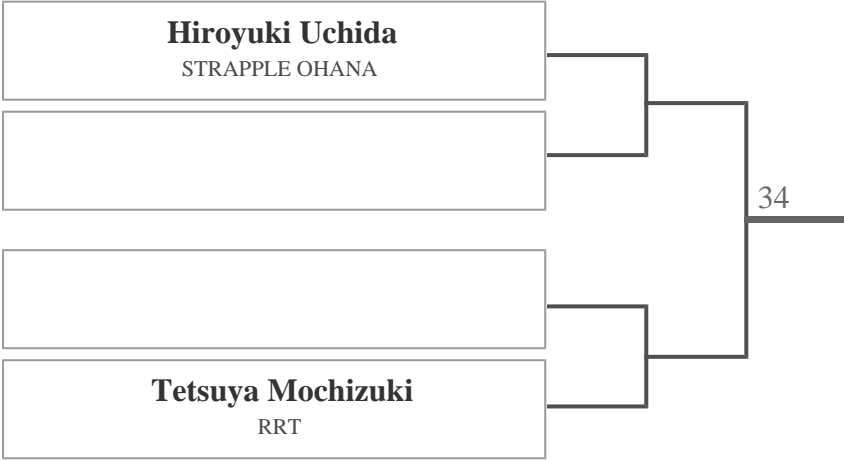 Hiroyuki Uchida
STRAPPLE OHANA
34
Tetsuya Mochizuki
RRT